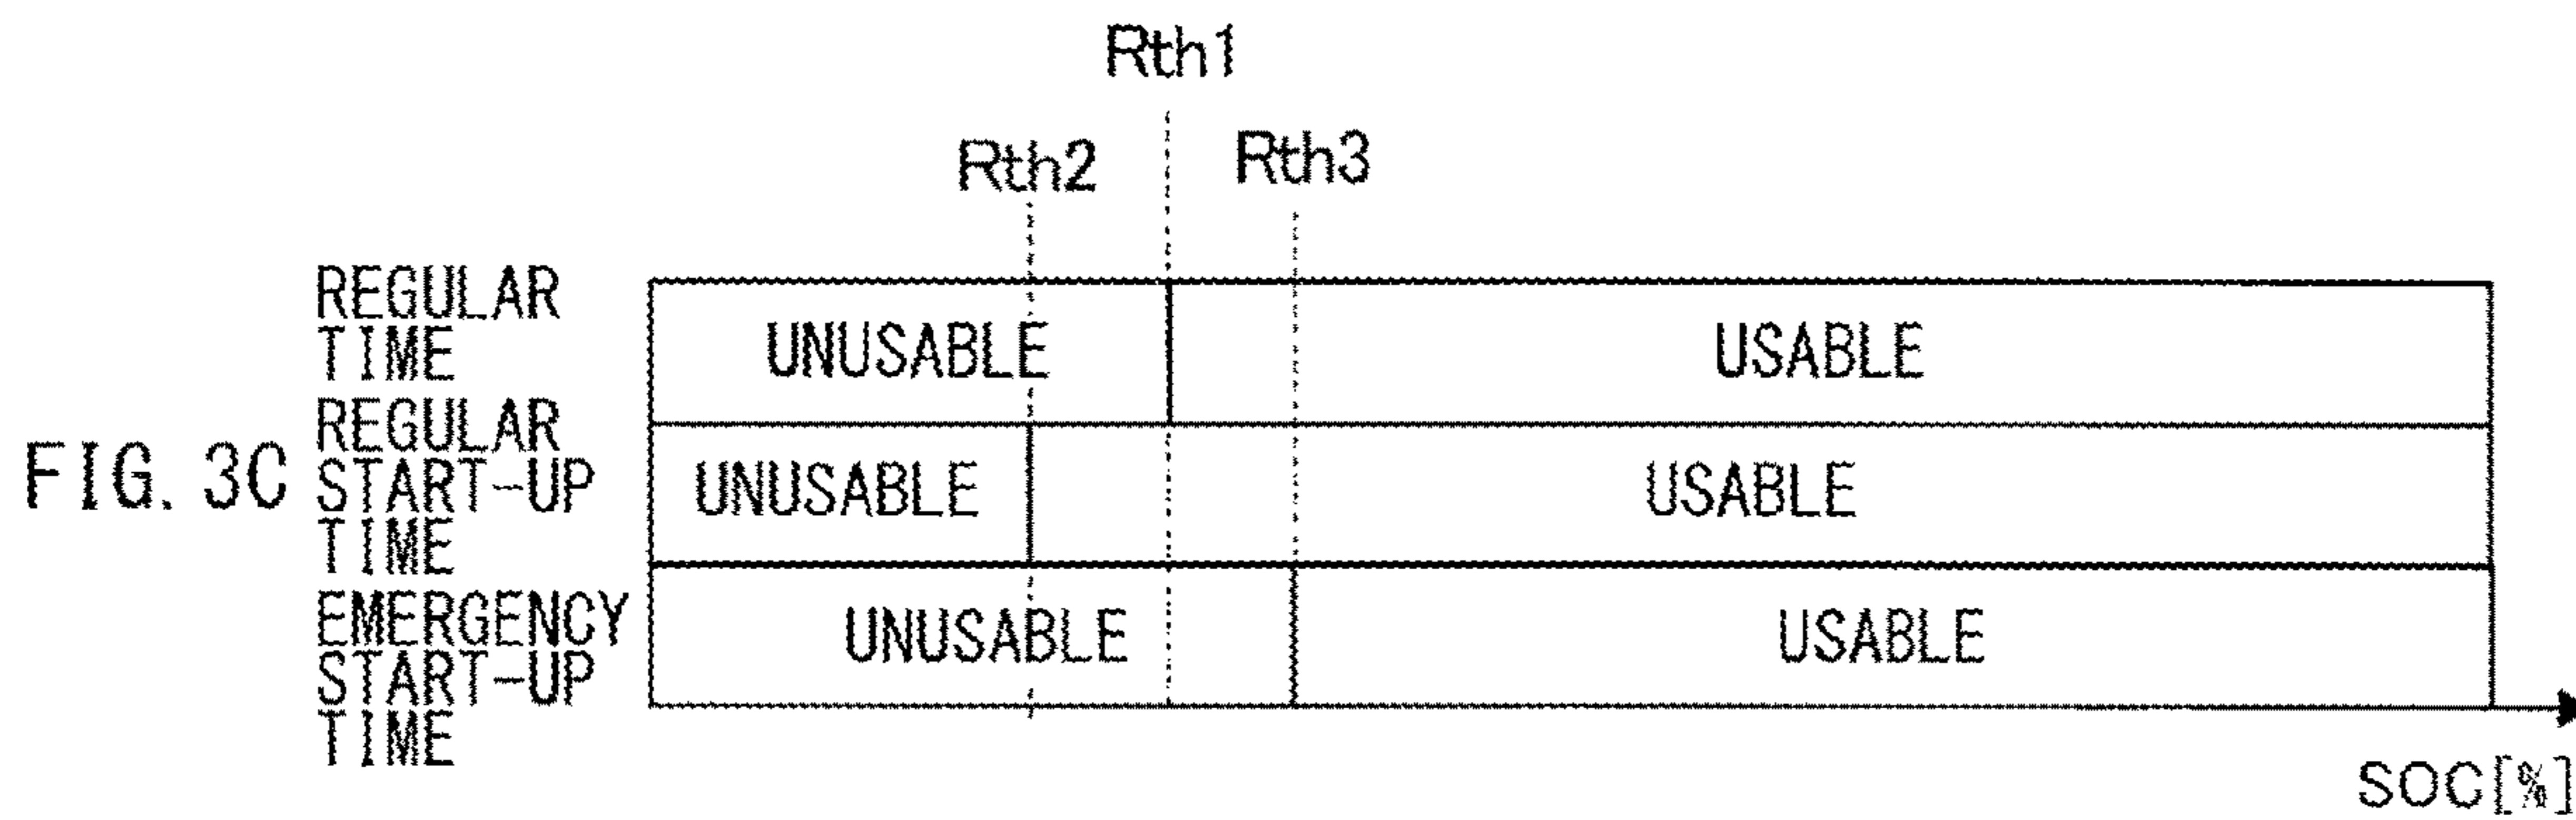 Rth1
Rth2
Rth3
FIG. 3C
REGULAR
TIME
UNUSABLE
USABLE
REGULAR
START-UP
TIME
UNUSABLE
USABLE
EMERGENCY
START-UP
TIME
UNUSABLE
USABLE
SOC[%]